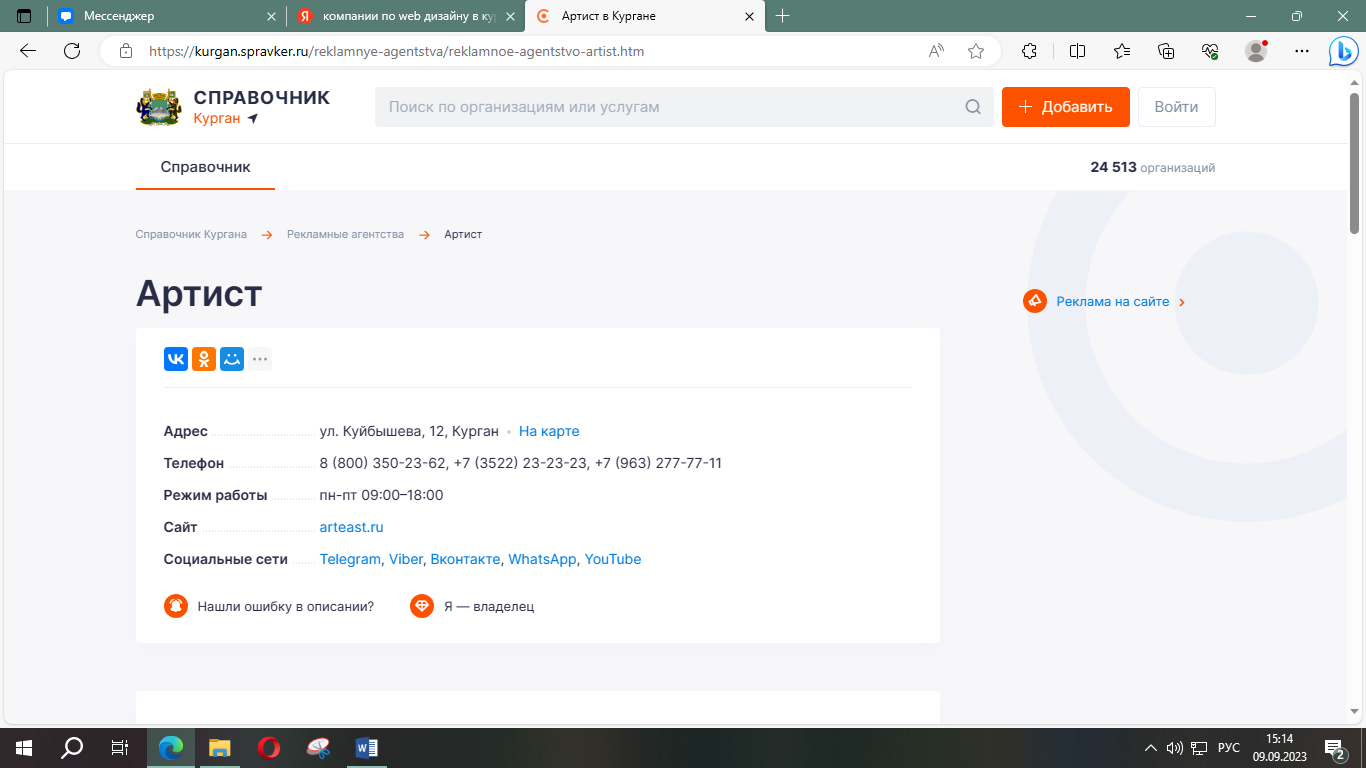 Мессенджер
компании по web дизайну в ку
Артист в Кургане
https://kurgan.spravker.ru/reklamnye-agentstva/reklamnoe-agentstvo-artist.htm
СПРАВОЧНИК
Курган
Поиск по организациям или услугам
Добавить
Войти
Справочник
24 513 организаций
Справочник Кургана → Рекламные агентства → Артист
Артист
Реклама на сайте
Адрес ул. Куйбышева, 12, Курган • На карте
Телефон 8 (800) 350-23-62, +7 (3522) 23-23-23, +7 (963) 277-77-11
Режим работы пн-пт 09:00–18:00
Сайт arteast.ru
Социальные сети Telegram, Viber, Вконтакте, WhatsApp, YouTube
Нашли ошибку в описании?
Я — владелец
РУС
15:14
09.09.2023
2